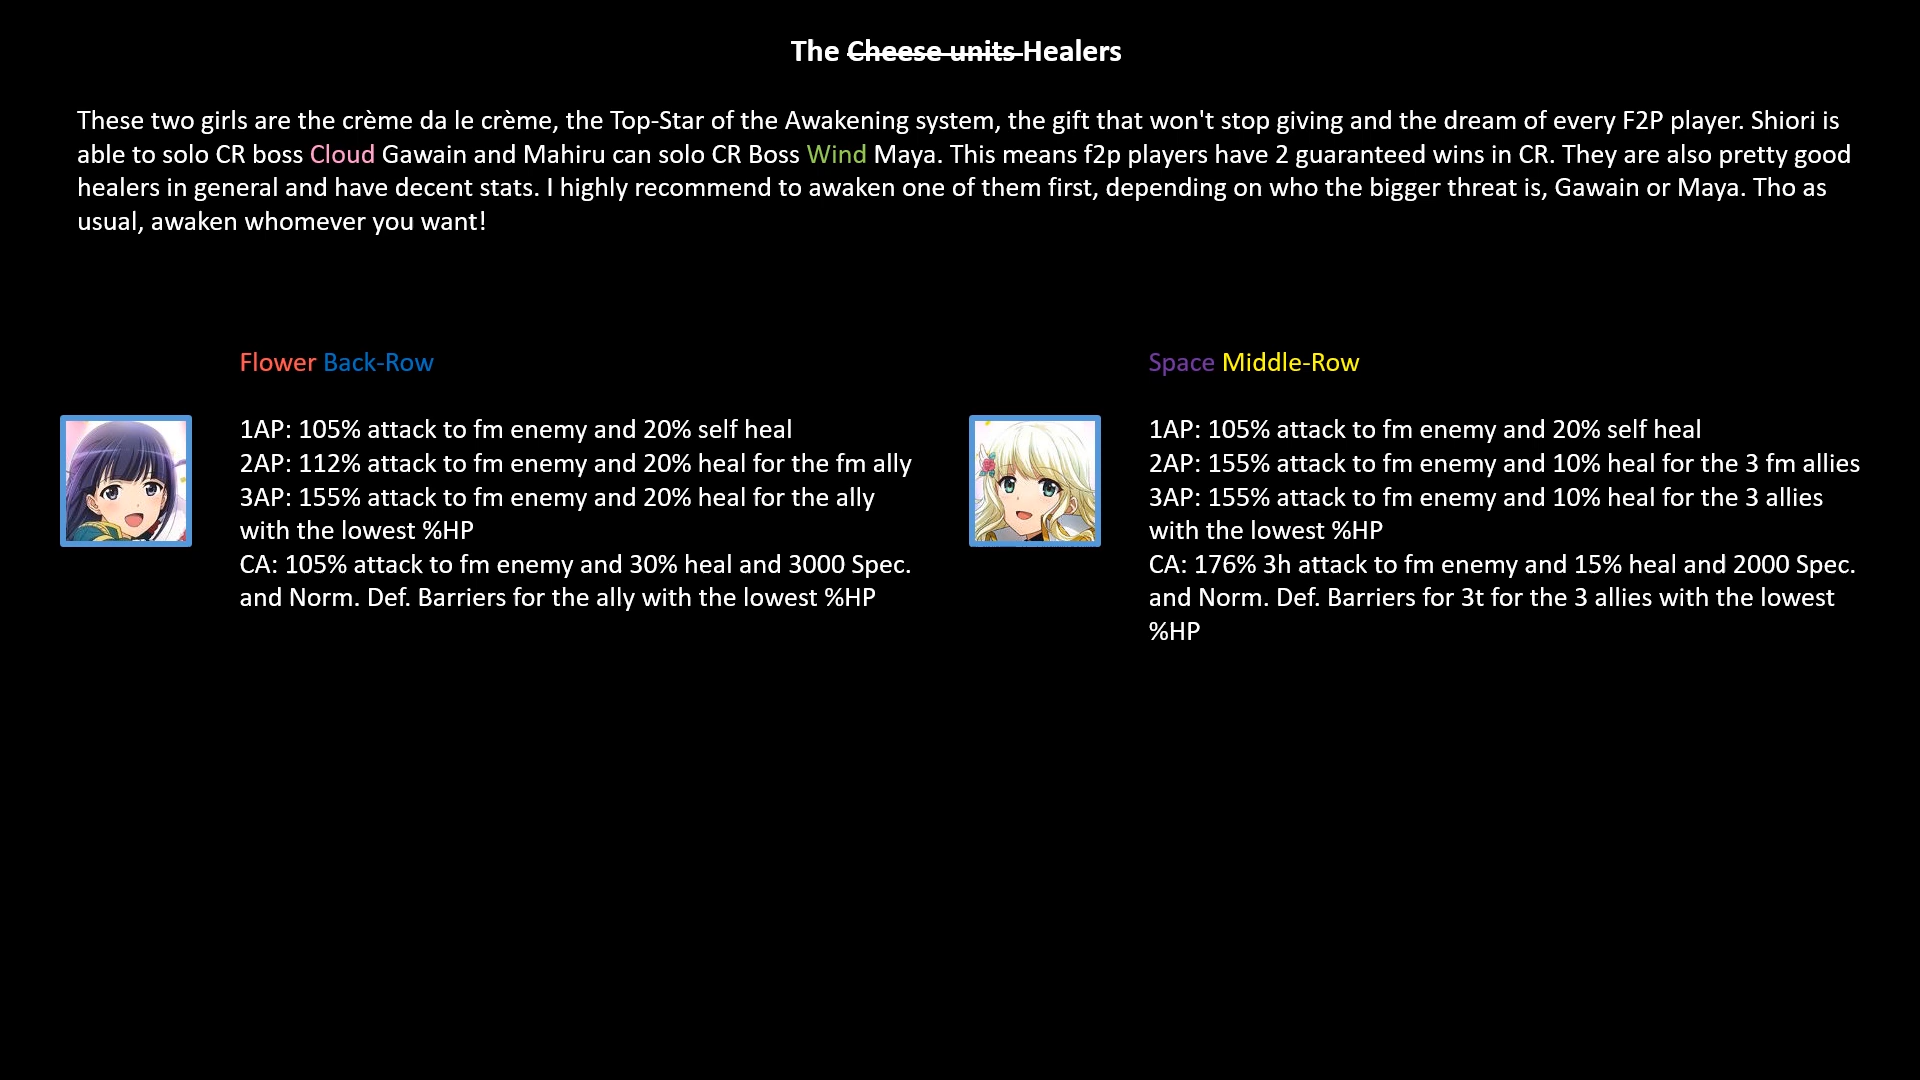 The Cheese units Healers
These two girls are the crème da le crème, the Top-Star of the Awakening system, the gift that won't stop giving and the dream of every F2P player. Shiori is
able to solo CR boss Cloud Gawain and Mahiru can solo CR Boss Wind Maya. This means f2p players have 2 guaranteed wins in CR. They are also pretty good
healers in general and have decent stats. I highly recommend to awaken one of them first, depending on who the bigger threat is, Gawain or Maya. Tho as
usual, awaken whomever you want!
Flower Back-Row
1AP: 105% attack to fm enemy and 20% self heal
2AP: 112% attack to fm enemy and 20% heal for the fm ally
3AP: 155% attack to fm enemy and 20% heal for the ally
with the lowest %HP
CA: 105% attack to fm enemy and 30% heal and 3000 Spec.
and Norm. Def. Barriers for the ally with the lowest %HP
Space Middle-Row
1AP: 105% attack to fm enemy and 20% self heal
2AP: 155% attack to fm enemy and 10% heal for the 3 fm allies
3AP: 155% attack to fm enemy and 10% heal for the 3 allies
with the lowest %HP
CA: 176% 3h attack to fm enemy and 15% heal and 2000 Spec.
and Norm. Def. Barriers for 3t for the 3 allies with the lowest
%HP